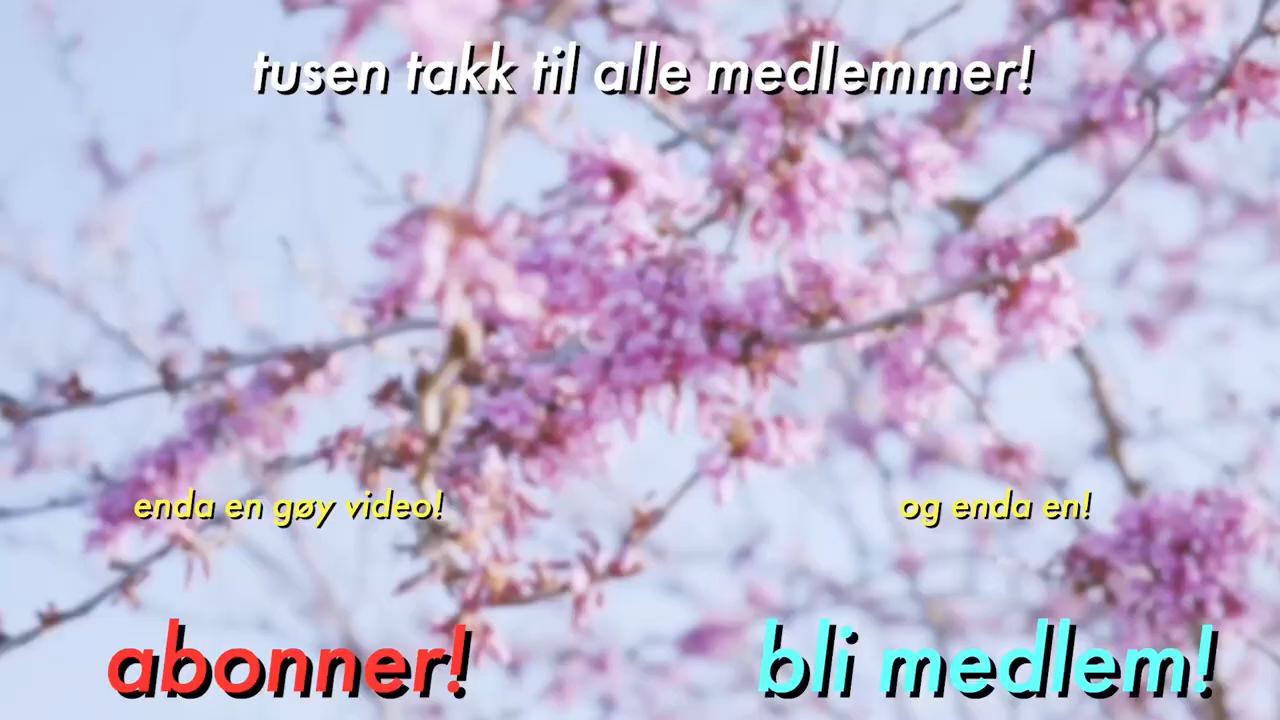 tusen takk til alle medlemmer!
enda en gøy video!
og enda en!
abonner!
bli medlem!